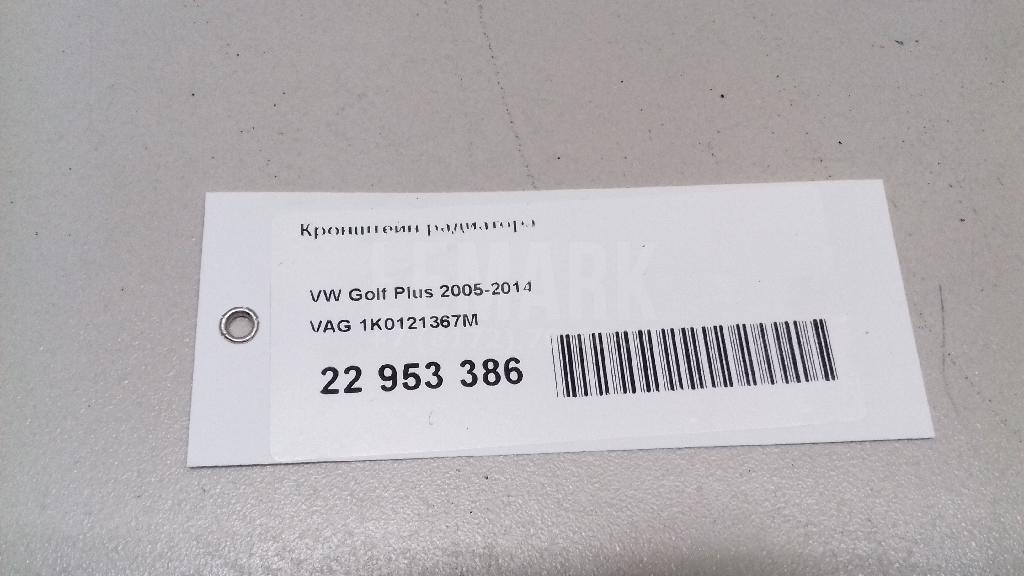 Кронштейн радиатора
VW Golf Plus 2005-2014
VAG 1K0121367M
22 953 386